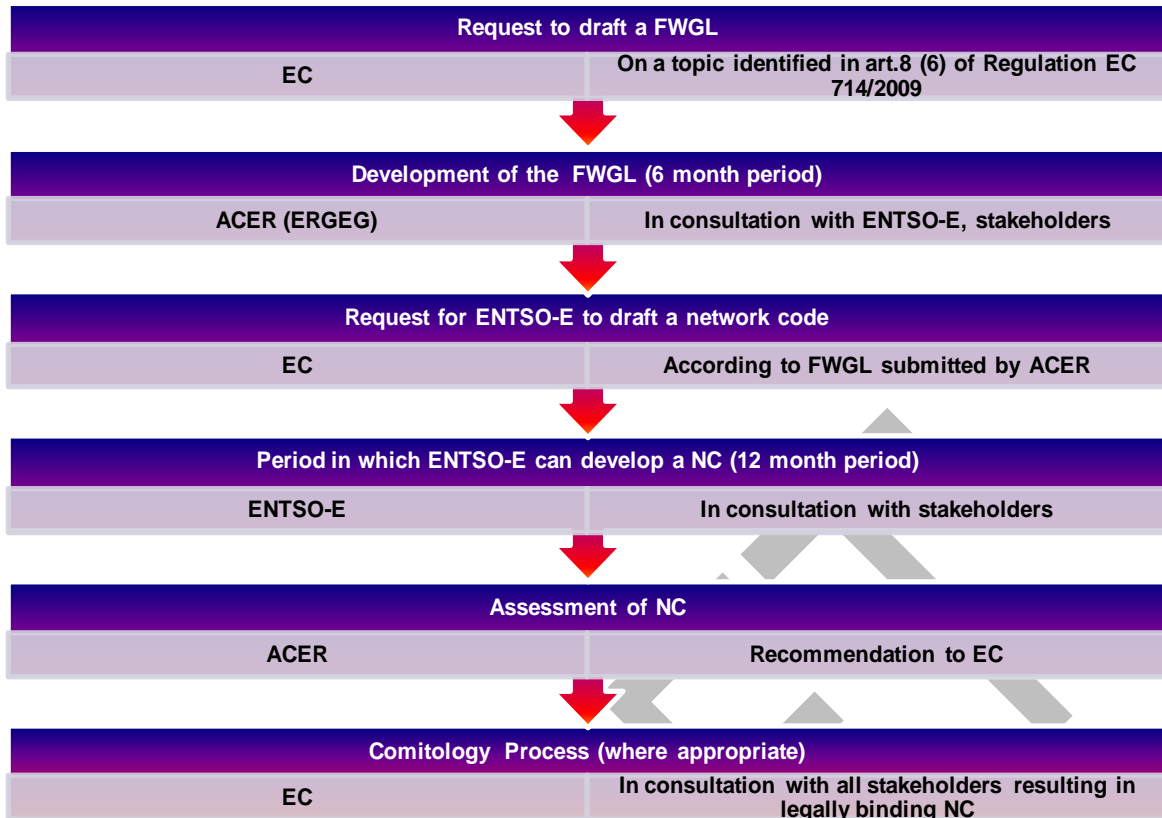 Request to draft a FWGL
EC
On a topic identified in art.8 (6) of Regulation EC
714/2009
Development of the FWGL (6 month period)
ACER (ERGEG)
In consultation with ENTSO-E, stakeholders
Request for ENTSO-E to draft a network code
EC
According to FWGL submitted by ACER
Period in which ENTSO-E can develop a NC (12 month period)
ENTSO-E
In consultation with stakeholders
Assessment of NC
ACER
Recommendation to EC
Comitology Process (where appropriate)
EC
In consultation with all stakeholders resulting in
legally binding NC